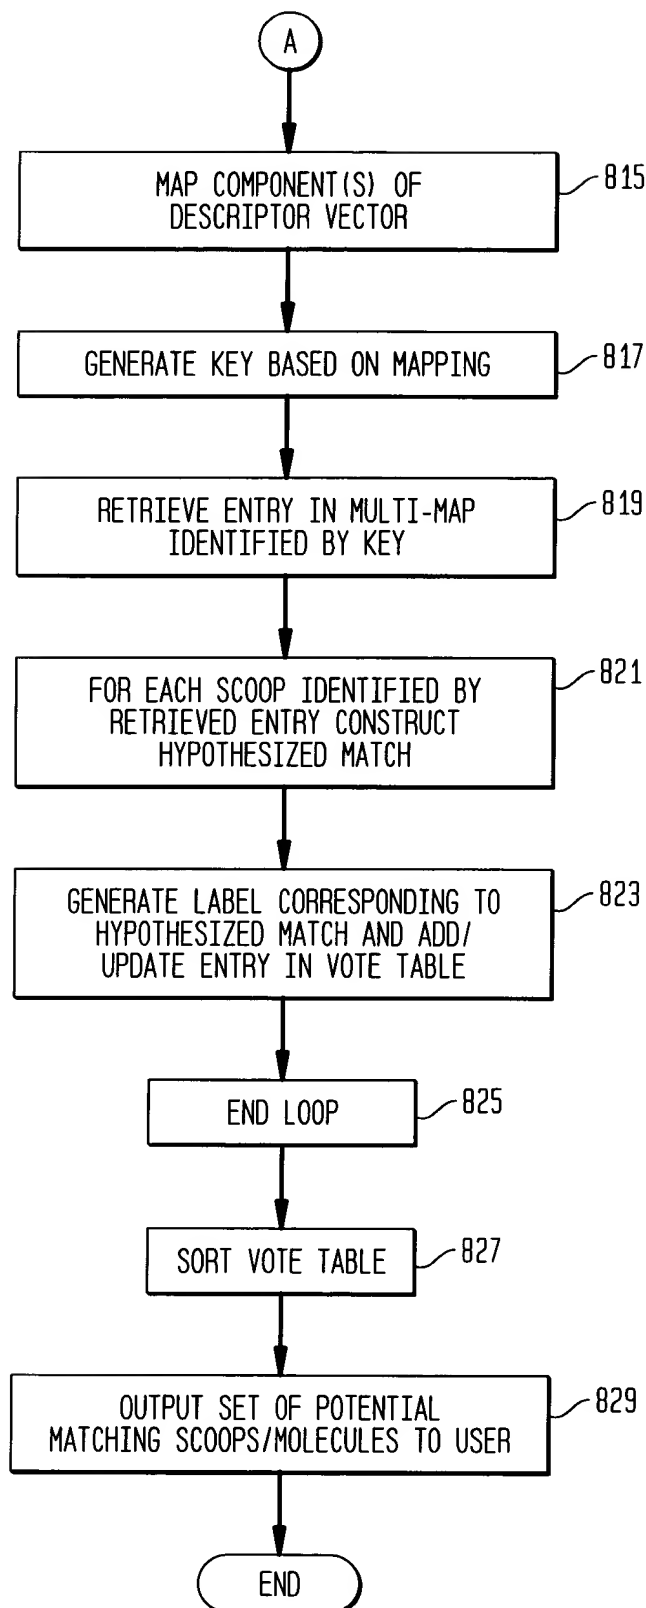 A
MAP COMPONENT(S) OF
DESCRIPTOR VECTOR
815
GENERATE KEY BASED ON MAPPING
817
RETRIEVE ENTRY IN MULTI-MAP
IDENTIFIED BY KEY
819
FOR EACH SCOOP IDENTIFIED BY
RETRIEVED ENTRY CONSTRUCT
HYPOTHESIZED MATCH
821
GENERATE LABEL CORRESPONDING TO
HYPOTHESIZED MATCH AND ADD/
UPDATE ENTRY IN VOTE TABLE
823
END LOOP
825
SORT VOTE TABLE
827
OUTPUT SET OF POTENTIAL
MATCHING SCOOPS/MOLECULES TO USER
829
END